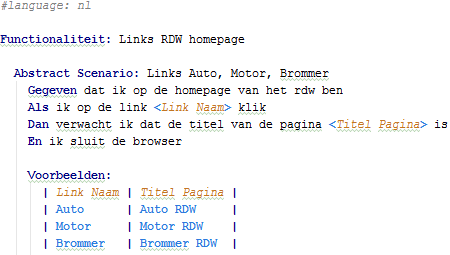 #language: nl
Functionaliteit: Links RDW homepage
Abstract Scenario: Links Auto, Motor, Brommer
Gegeven dat ik op de homepage van het rdw ben
Als ik op de link <Link Naam> klik
Dan verwacht ik dat de titel van de pagina <Titel Pagina> is
En ik sluit de browser
Voorbeelden:
| Link Naam | Titel Pagina |
| Auto | Auto RDW |
| Motor | Motor RDW |
| Brommer | Brommer RDW |